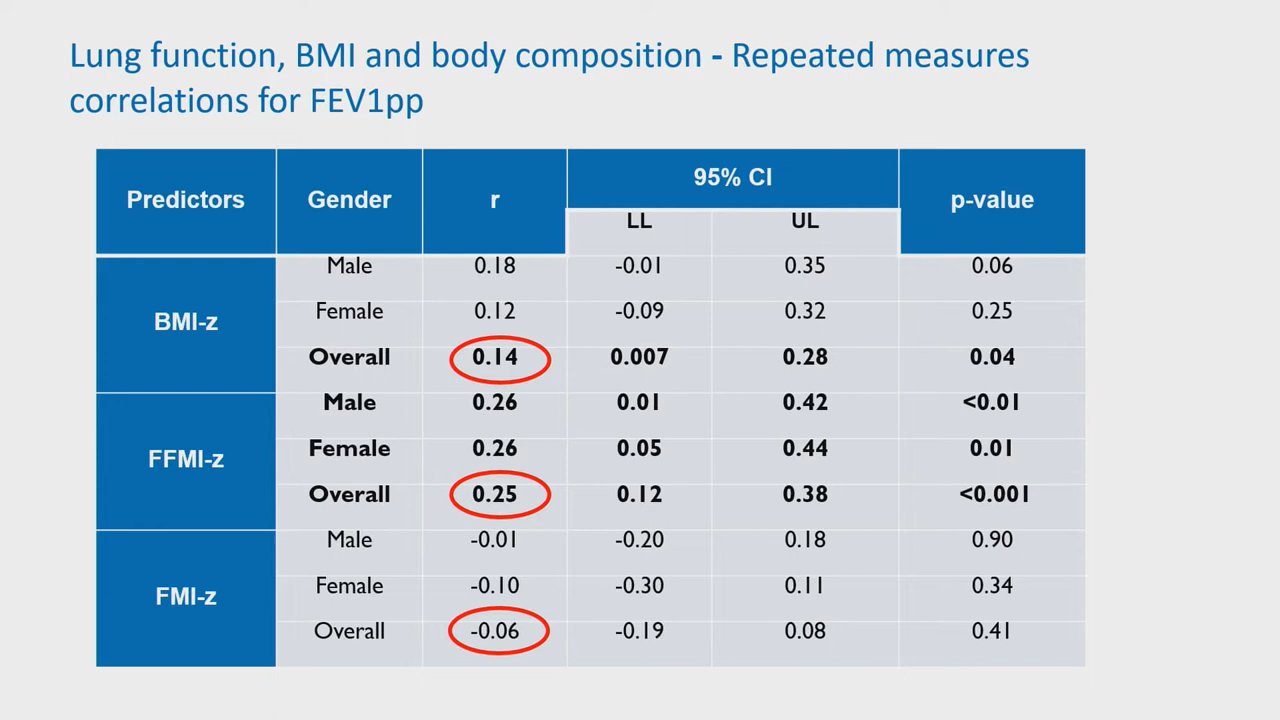 Lung function, BMI and body composition - Repeated measures
correlations for FEV1pp
Predictors Gender r 95% CI p-value
LL UL
BMI-z
Male 0.18 -0.01 0.35 0.06
Female 0.12 -0.09 0.32 0.25
Overall 0.14 0.007 0.28 0.04
FFMI-z
Male 0.26 0.01 0.42 <0.01
Female 0.26 0.05 0.44 0.01
Overall 0.25 0.12 0.38 <0.001
FMI-z
Male -0.01 -0.20 0.18 0.90
Female -0.10 -0.30 0.11 0.34
Overall -0.06 -0.19 0.08 0.41